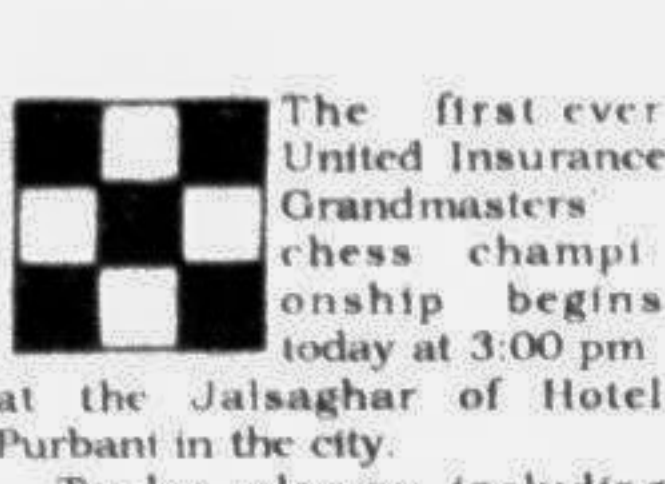 The first ever
United Insurance
Grandmasters'
chess champi
onship begins
today at 3:00 pm
at the Jalsaghar of Hotel
Purbani in the city.